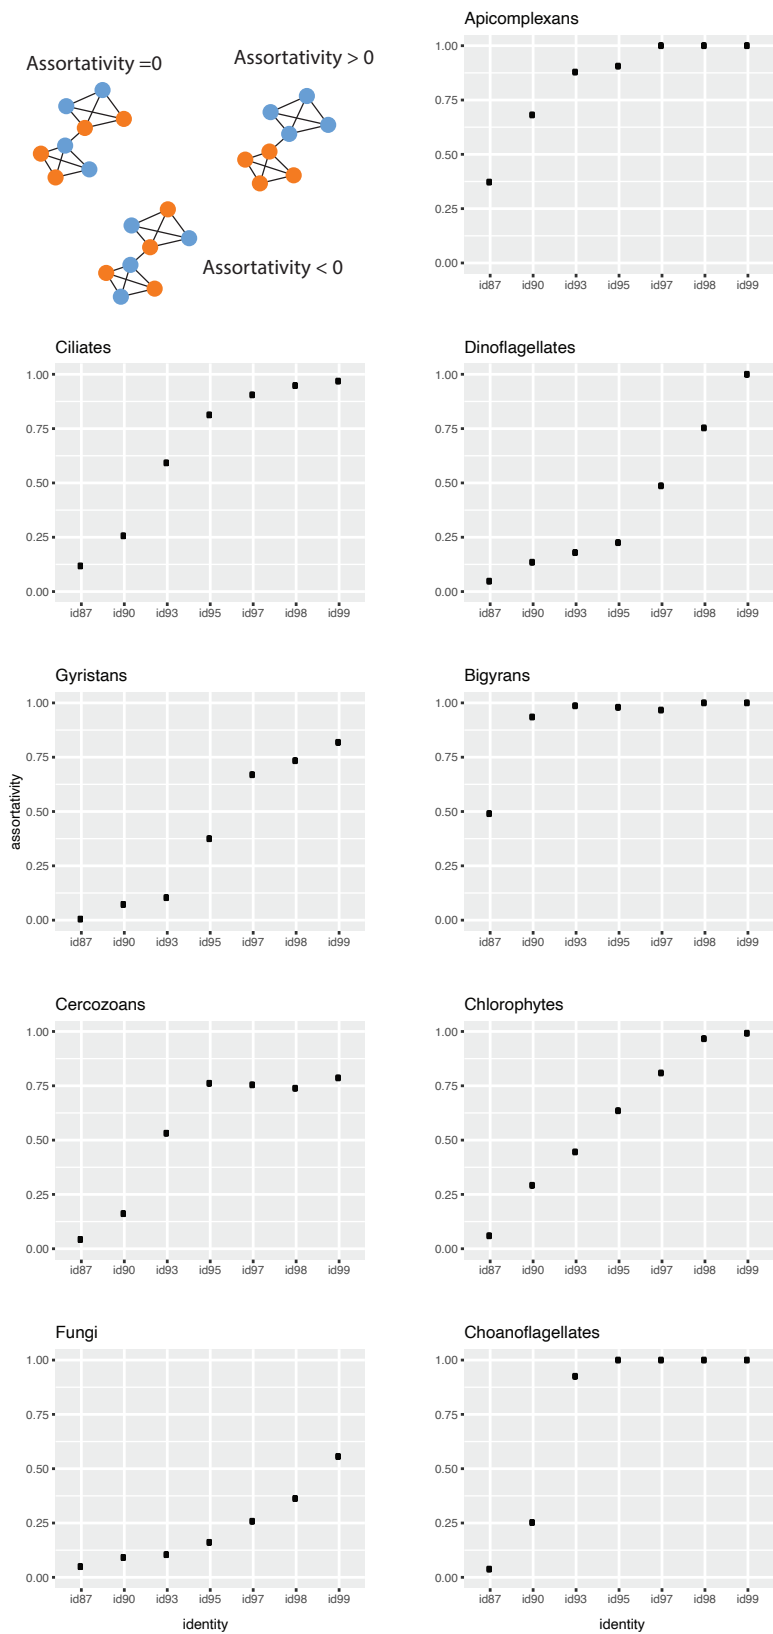 Assortativity =0
Assortativity > 0
Assortativity < 0
Apicomplexans
1.00
0.75
0.50
0.25
0.00
id87 id90 id93 id95 id97 id98 id99
Ciliates
1.00
0.75
0.50
0.25
0.00
id87 id90 id93 id95 id97 id98 id99
Dinoflagellates
1.00
0.75
0.50
0.25
0.00
id87 id90 id93 id95 id97 id98 id99
assortativity
Gyristans
1.00
0.75
0.50
0.25
0.00
id87 id90 id93 id95 id97 id98 id99
Bigyrans
1.00
0.75
0.50
0.25
0.00
id87 id90 id93 id95 id97 id98 id99
Cercozoans
1.00
0.75
0.50
0.25
0.00
id87 id90 id93 id95 id97 id98 id99
Chlorophytes
1.00
0.75
0.50
0.25
0.00
id87 id90 id93 id95 id97 id98 id99
Fungi
1.00
0.75
0.50
0.25
0.00
id87 id90 id93 id95 id97 id98 id99
identity
Choanoflagellates
1.00
0.75
0.50
0.25
0.00
id87 id90 id93 id95 id97 id98 id99
identity